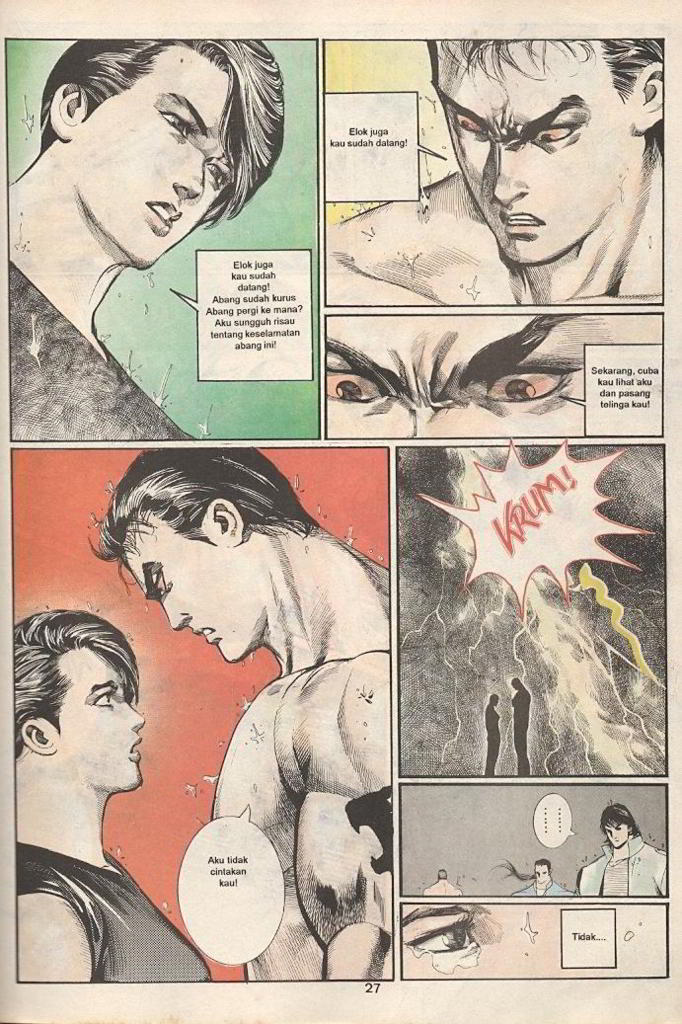 Elok juga
kau sudah
datang!
Abang sudah kurus
Abang pergi ke mana?
Aku sungguh risau
tentang keselamatan
abang ini!
Elok juga
kau sudah datang!
Sekarang, cuba
kau lihat aku
dan pasang
telinga kau!
Aku tidak
cintakan
kau!
KRUM!
......
Tidak....
27